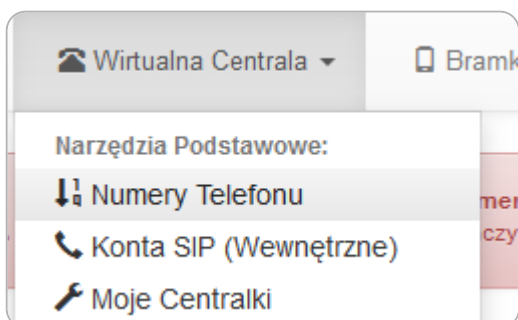 Wirtualna Centrala
Narzędzia Podstawowe:
Numery Telefonu
Konta SIP (Wewnętrzne)
Moje Centralki